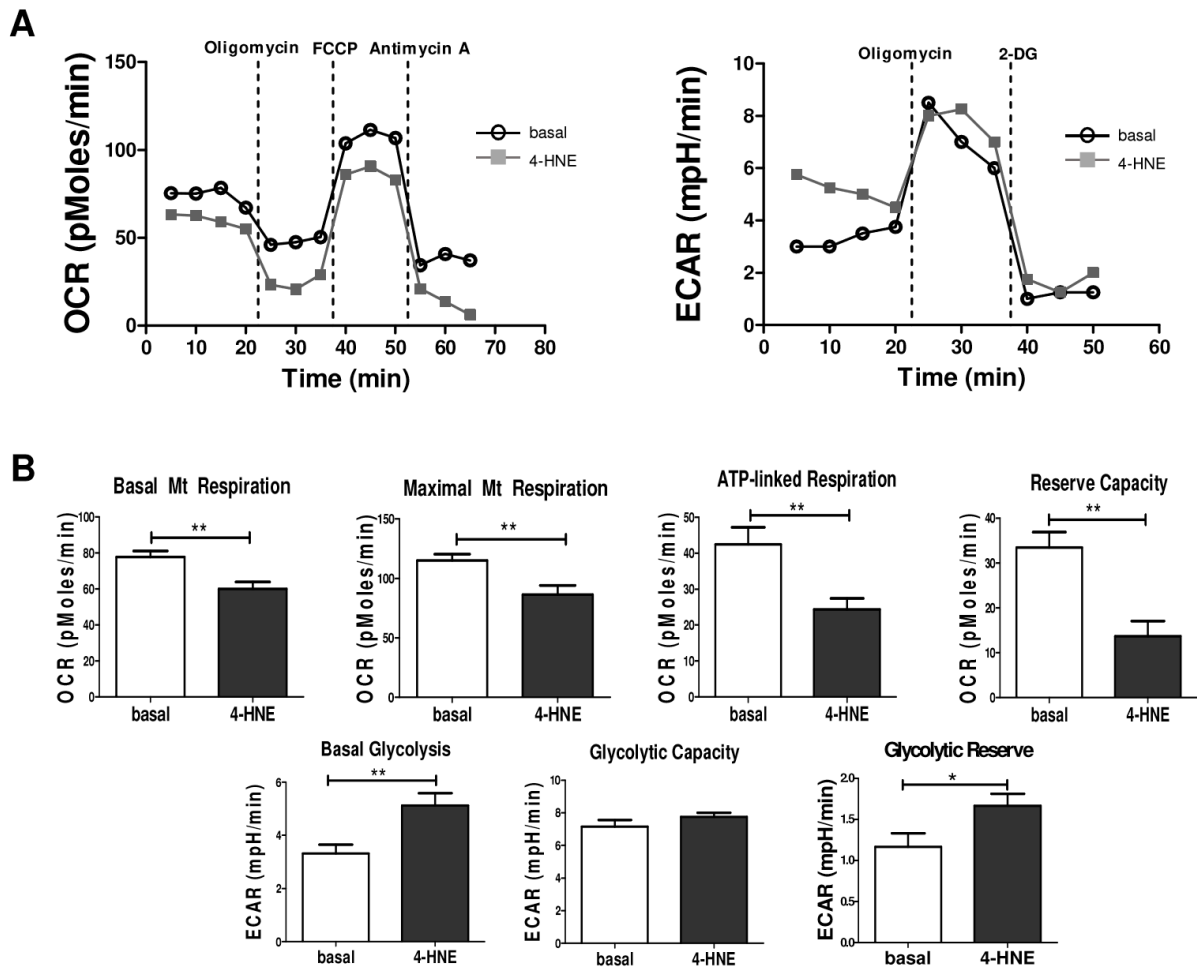 A
Oligomycin FCCP Antimycin A
OCR (pMoles/min)
150
100
50
0
0 10 20 30 40 50 60 70 80
Time (min)
basal
4-HNE
Oligomycin 2-DG
ECAR (mpH/min)
10
8
6
4
2
0
0 10 20 30 40 50 60
Time (min)
basal
4-HNE
B
Basal Mt Respiration
OCR (pMoles/min)
100
80
60
40
20
0
**
basal 4-HNE
Maximal Mt Respiration
OCR (pMoles/min)
150
100
50
0
**
basal 4-HNE
ATP-linked Respiration
OCR (pMoles/min)
50
40
30
20
10
0
**
basal 4-HNE
Reserve Capacity
OCR (pMoles/min)
40
30
20
10
0
**
basal 4-HNE
Basal Glycolysis
ECAR (mpH/min)
6
4
2
0
**
basal 4-HNE
Glycolytic Capacity
ECAR (mpH/min)
10
8
6
4
2
0
basal 4-HNE
Glycolytic Reserve
ECAR (mpH/min)
2.0
1.5
1.0
0.5
0.0
*
basal 4-HNE